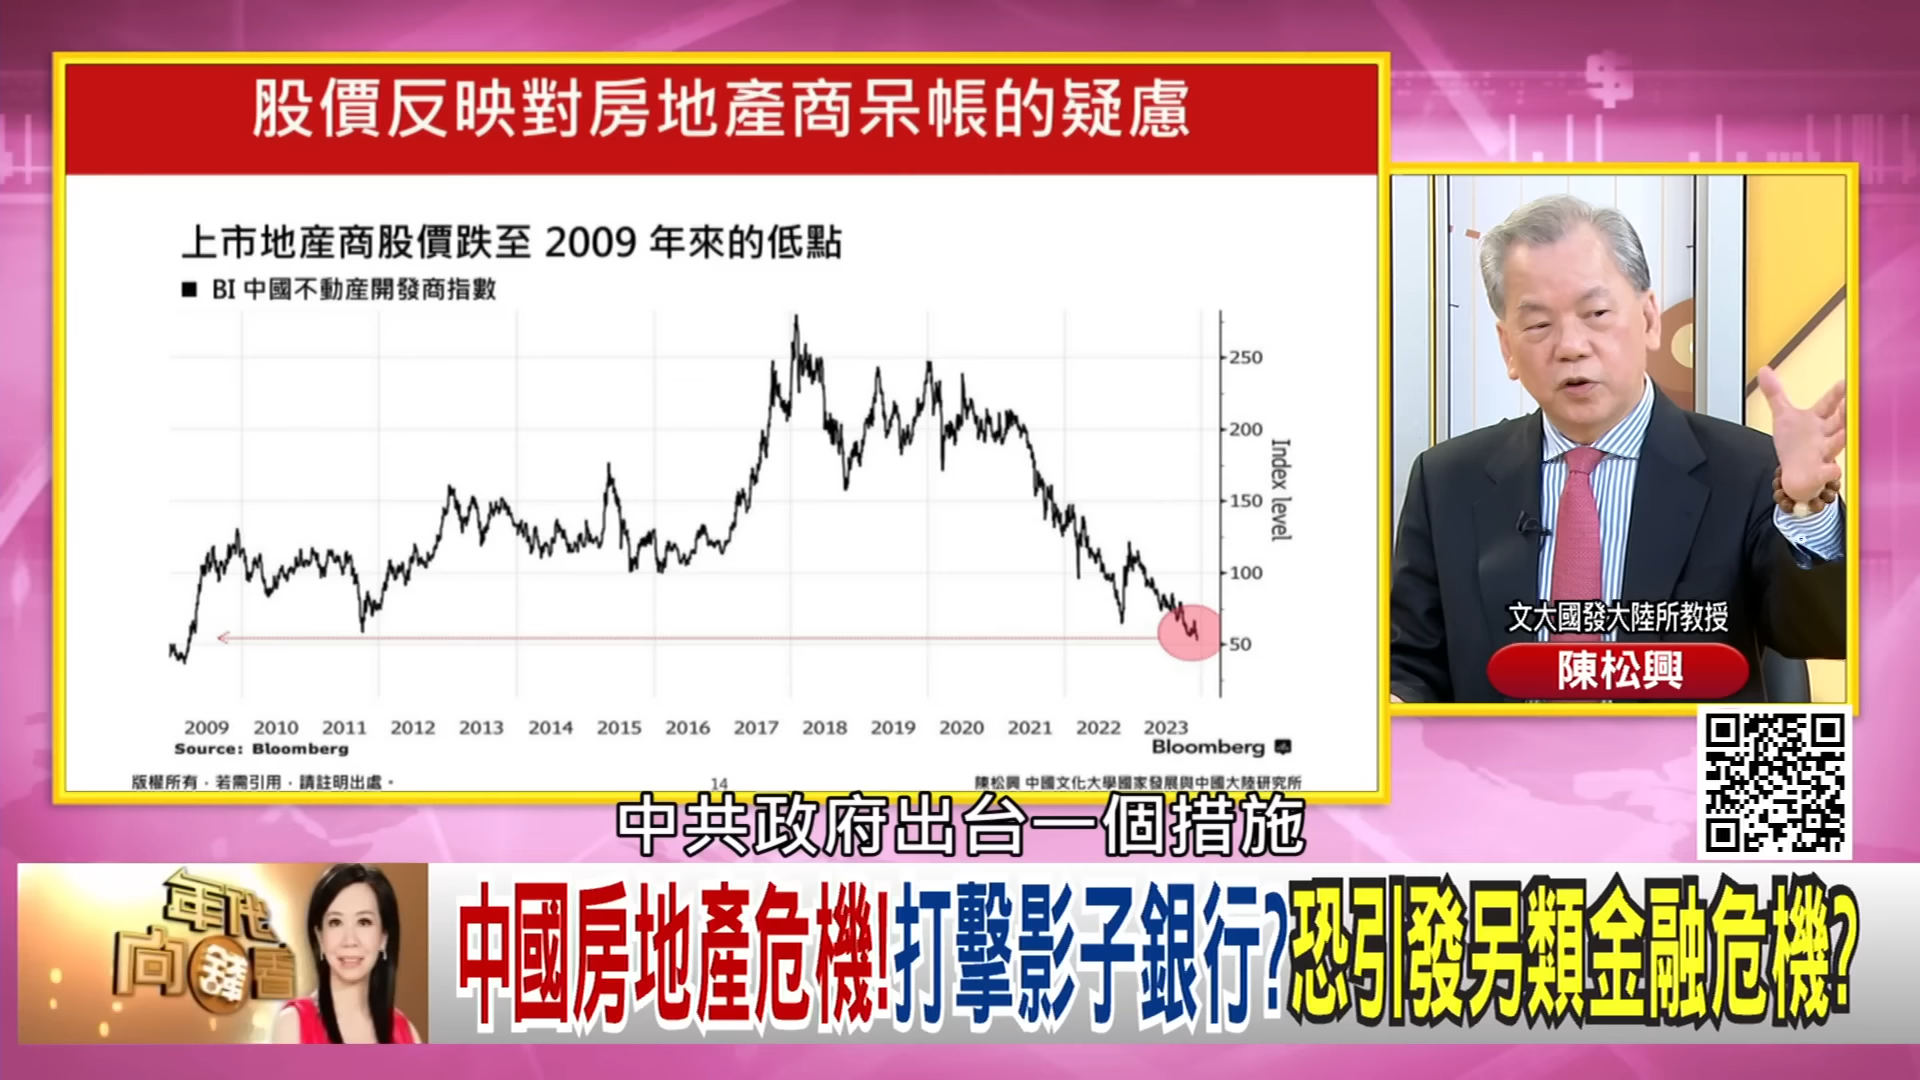 股價反映對房地產商呆帳的疑慮
上市地產商股價跌至 2009 年來的低點
■ BI 中國不動産開發商指數
250
200
150
100
50
Index level
2009 2010 2011 2012 2013 2014 2015 2016 2017 2018 2019 2020 2021 2022 2023
Source: Bloomberg
Bloomberg
版權所有，若需引用，請註明出處。
14
陳松興 中國文化大學國家發展與中國大陸研究所
文大國發大陸所教授
陳松興
中共政府出台一個措施
年代向錢看
中國房地產危機!打擊影子銀行?恐引發另類金融危機?